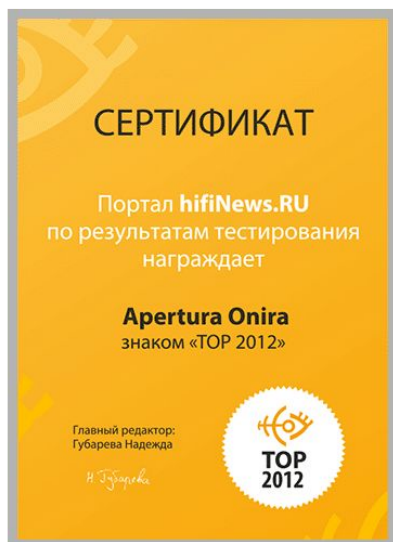 СЕРТИФИКАТ
Портал hifiNews.RU
по результатам тестирования
награждает
Apertura Onira
знаком «TOP 2012»
Главный редактор:
Губарева Надежда
Н. Губарева
TOP
2012